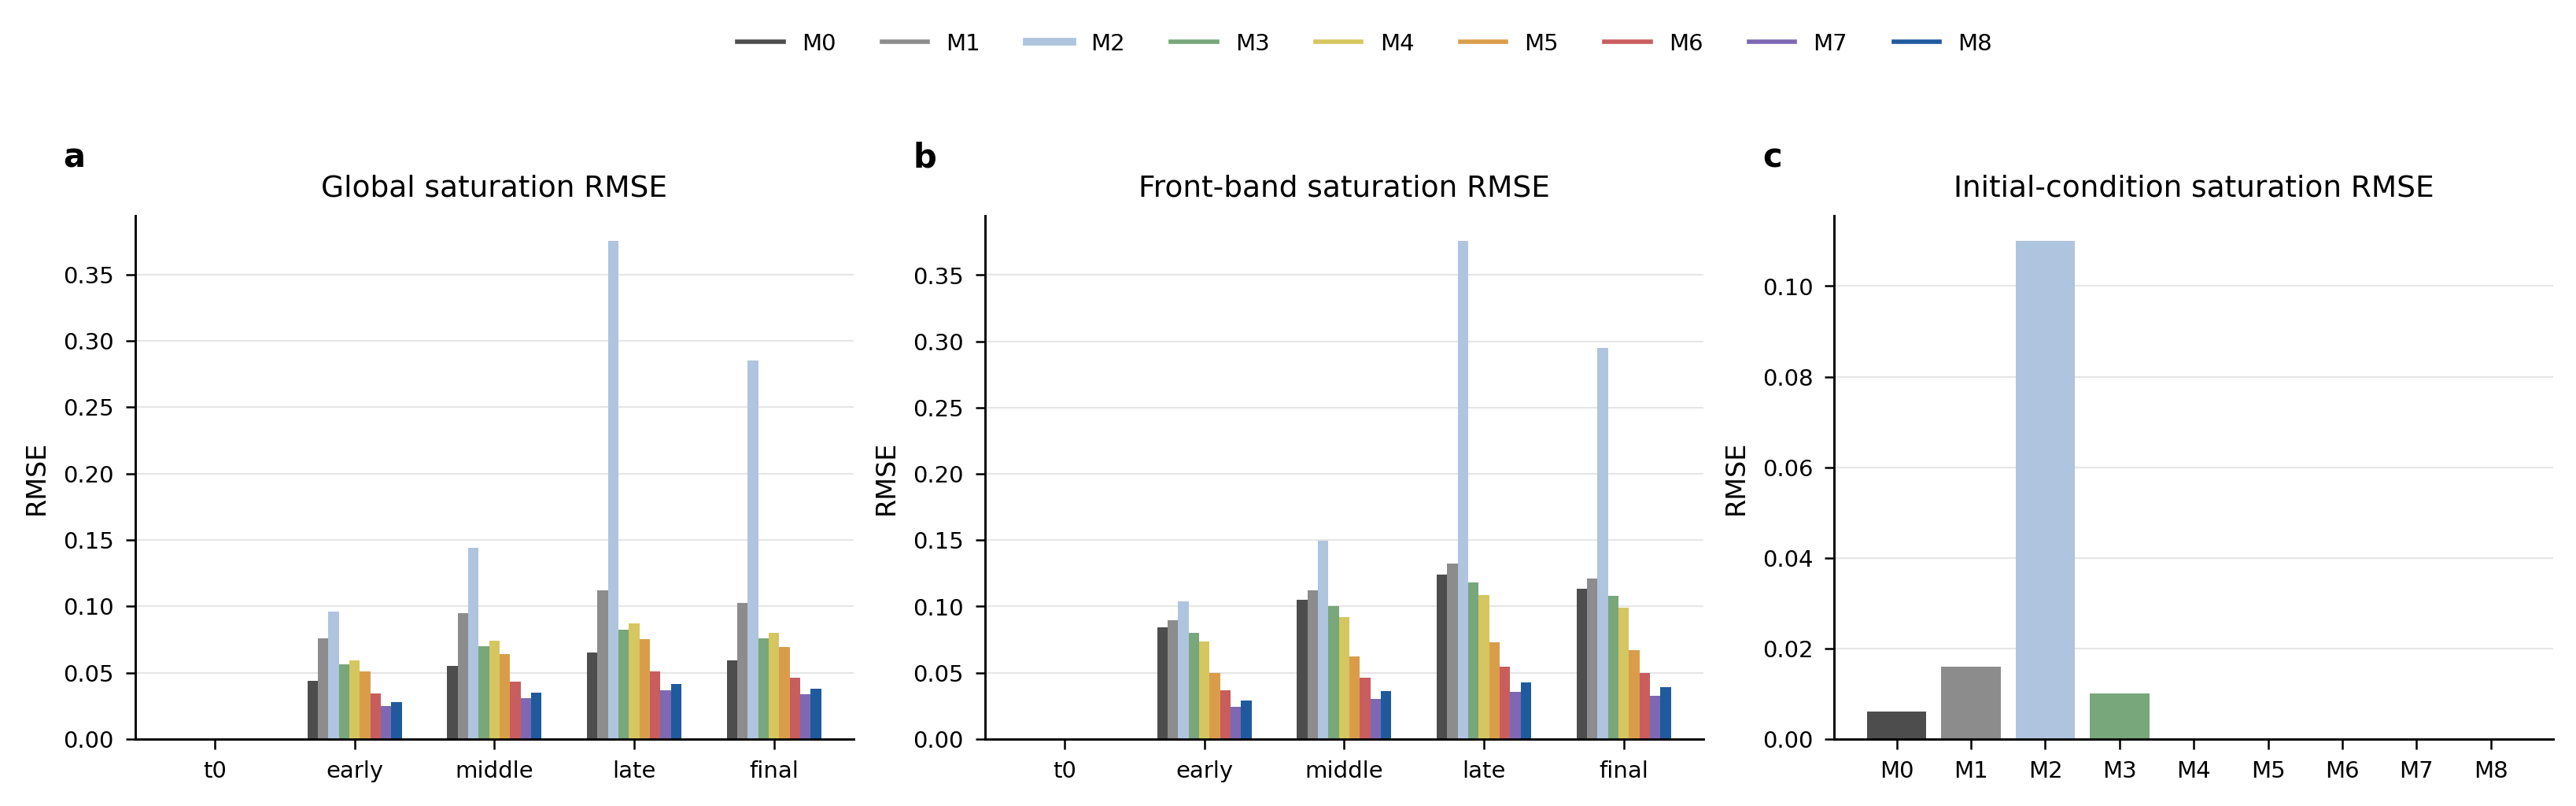 M0 M1 M2 M3 M4 M5 M6 M7 M8
a
Global saturation RMSE
RMSE
0.35
0.30
0.25
0.20
0.15
0.10
0.05
0.00
t0 early middle late final
b
Front-band saturation RMSE
RMSE
0.35
0.30
0.25
0.20
0.15
0.10
0.05
0.00
t0 early middle late final
c
Initial-condition saturation RMSE
RMSE
0.10
0.08
0.06
0.04
0.02
0.00
M0 M1 M2 M3 M4 M5 M6 M7 M8